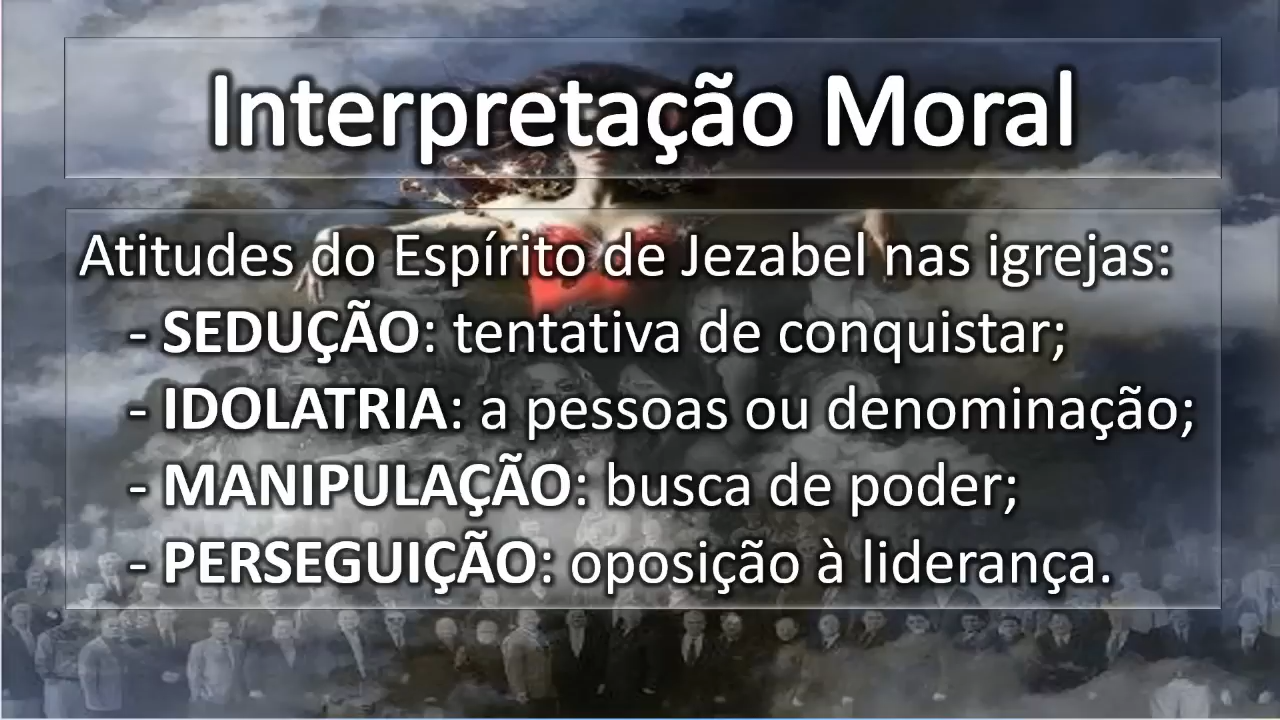 Interpretação Moral
Atitudes do Espírito de Jezabel nas igrejas:
- SEDUÇÃO: tentativa de conquistar;
- IDOLATRIA: a pessoas ou denominação;
- MANIPULAÇÃO: busca de poder;
- PERSEGUIÇÃO: oposição à liderança.